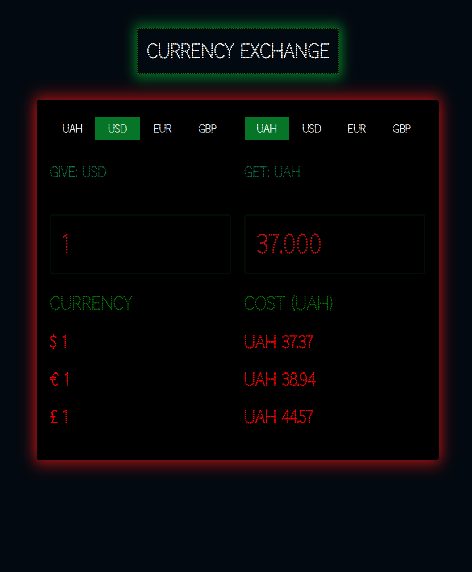 CURRENCY EXCHANGE
UAH USD EUR GBP UAH USD EUR GBP
GIVE: USD GET: UAH
1 37.000
CURRENCY COST (UAH)
$ 1 UAH 37.37
€ 1 UAH 38.94
£ 1 UAH 44.57